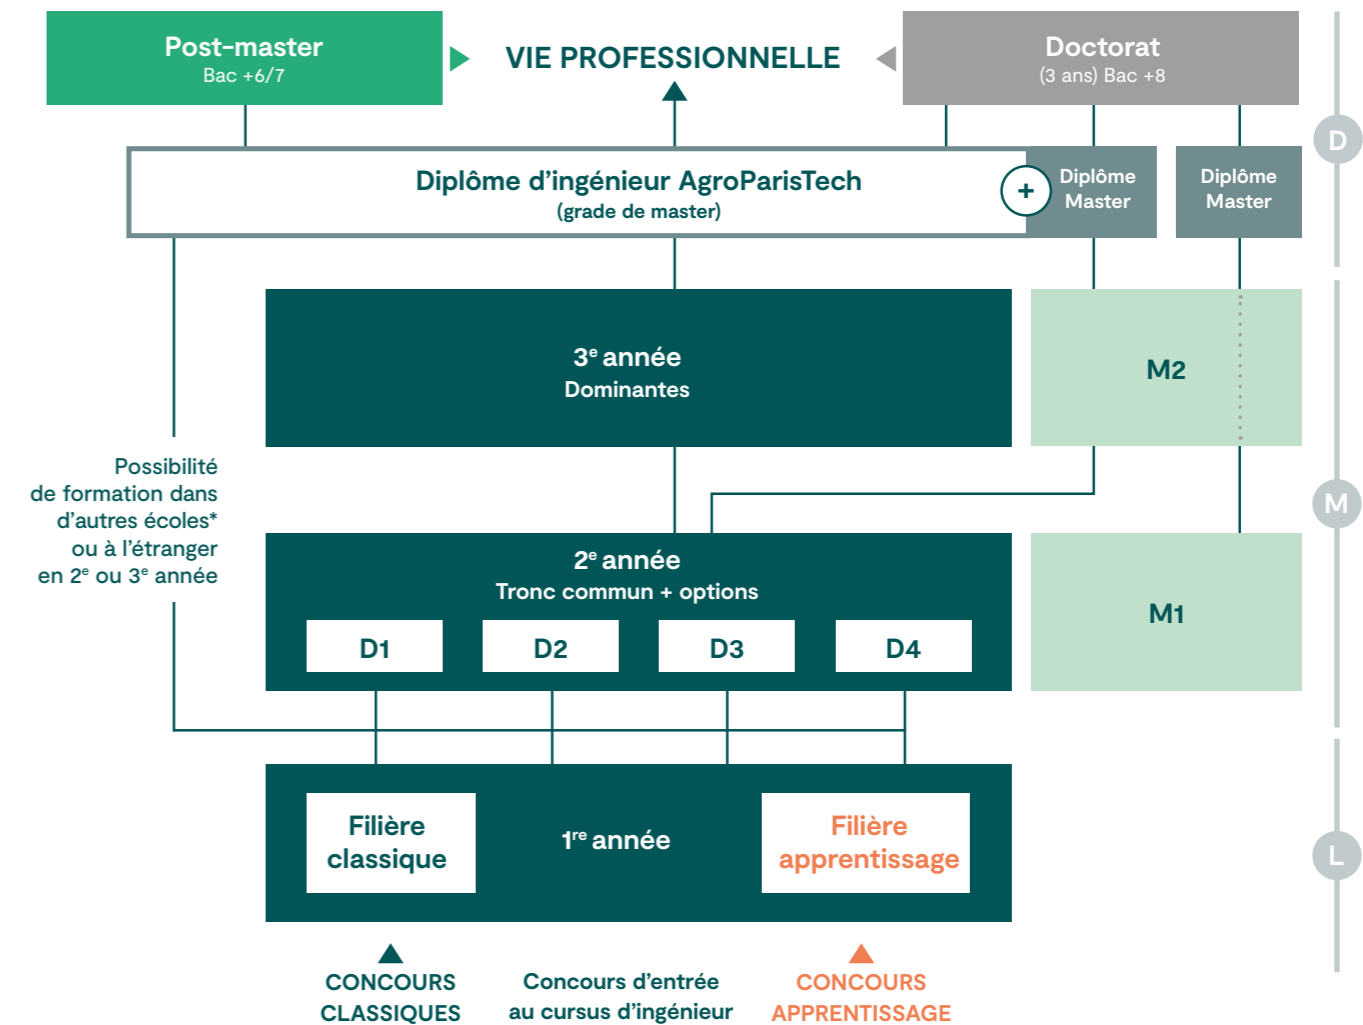 Post-master
Bac +6/7
VIE PROFESSIONNELLE
Doctorat
(3 ans) Bac +8
D
Diplôme d'ingénieur AgroParisTech
(grade de master)
+
Diplôme
Master
Diplôme
Master
3e année
Dominantes
M2
Possibilité
de formation dans
d'autres écoles*
ou à l'étranger
en 2e ou 3e année
M
2e année
Tronc commun + options
D1
D2
D3
D4
M1
Filière
classique
1re année
Filière
apprentissage
L
CONCOURS
CLASSIQUES
Concours d'entrée
au cursus d'ingénieur
CONCOURS
APPRENTISSAGE